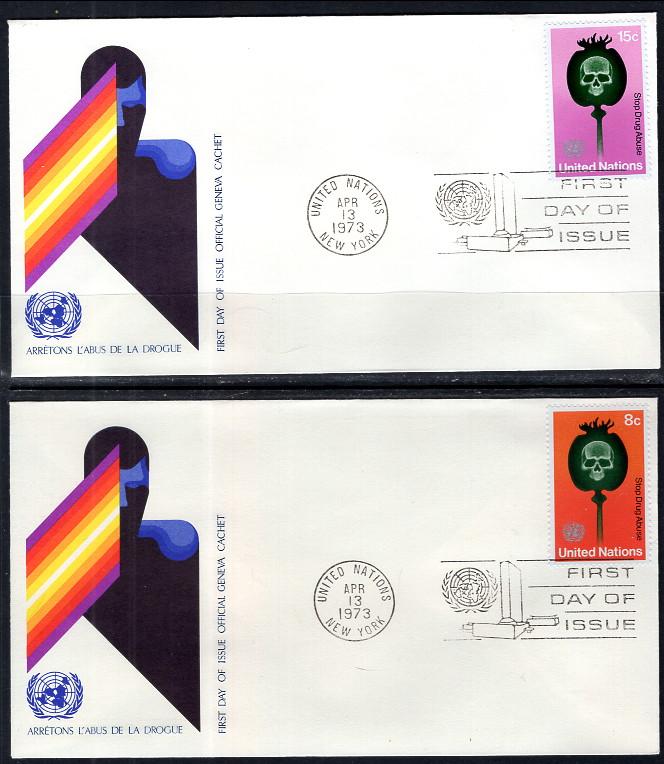 15c
Stop Drug Abuse
United Nations
FIRST
DAY OF
ISSUE
UNITED NATIONS
APR
13
1973
NEW YORK
FIRST DAY OF ISSUE OFFICIAL GENEVA CACHET
ARRÊTONS L'ABUS DE LA DROGUE
8c
Stop Drug Abuse
United Nations
FIRST
DAY OF
ISSUE
UNITED NATIONS
APR
13
1973
NEW YORK
FIRST DAY OF ISSUE OFFICIAL GENEVA CACHET
ARRÊTONS L'ABUS DE LA DROGUE